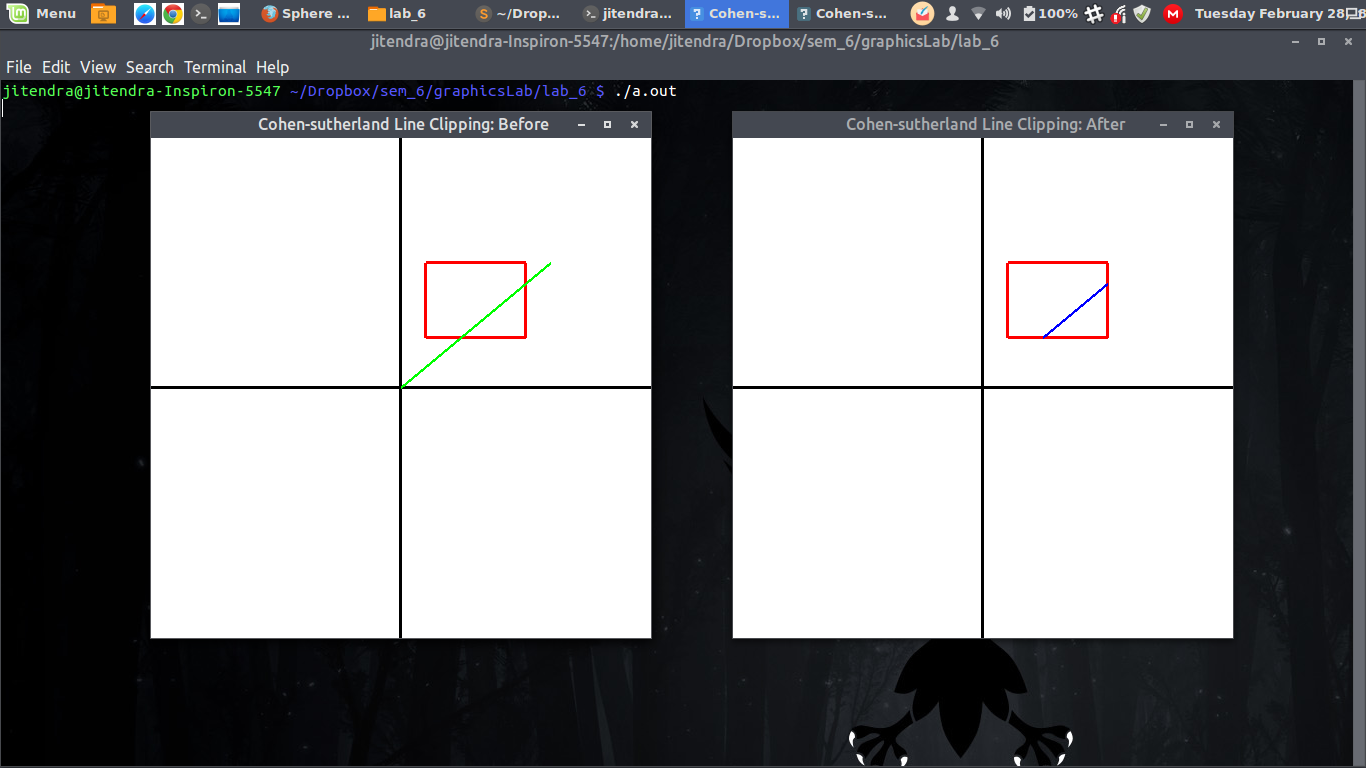 Menu Sphere ... lab_6 ~/Drop... jitendra... Cohen-s... Cohen-s... 100% Tuesday February 28
jitendra@jitendra-Inspiron-5547:/home/jitendra/Dropbox/sem_6/graphicsLab/lab_6
File Edit View Search Terminal Help
jitendra@jitendra-Inspiron-5547 ~/Dropbox/sem_6/graphicsLab/lab_6 $ ./a.out
Cohen-sutherland Line Clipping: Before
Cohen-sutherland Line Clipping: After